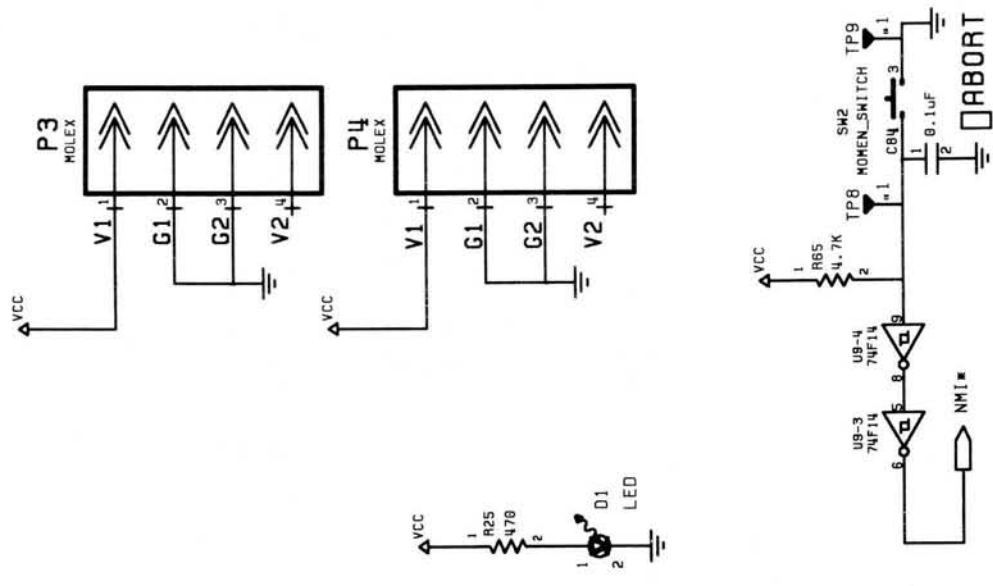 P3
MOLEX
VCC
V1
1
G1
2
G2
3
V2
4
P4
MOLEX
VCC
V1
1
G1
2
G2
3
V2
4
VCC
1
R25
470
2
1
D1
LED
2
VCC
1
R65
4.7K
2
TP8
1
SW2
MOMEN_SWITCH
4
3
TP9
1
C84
1
0.1uF
2
ABORT
U9-4
74F14
9
8
U9-3
74F14
5
6
NMI*